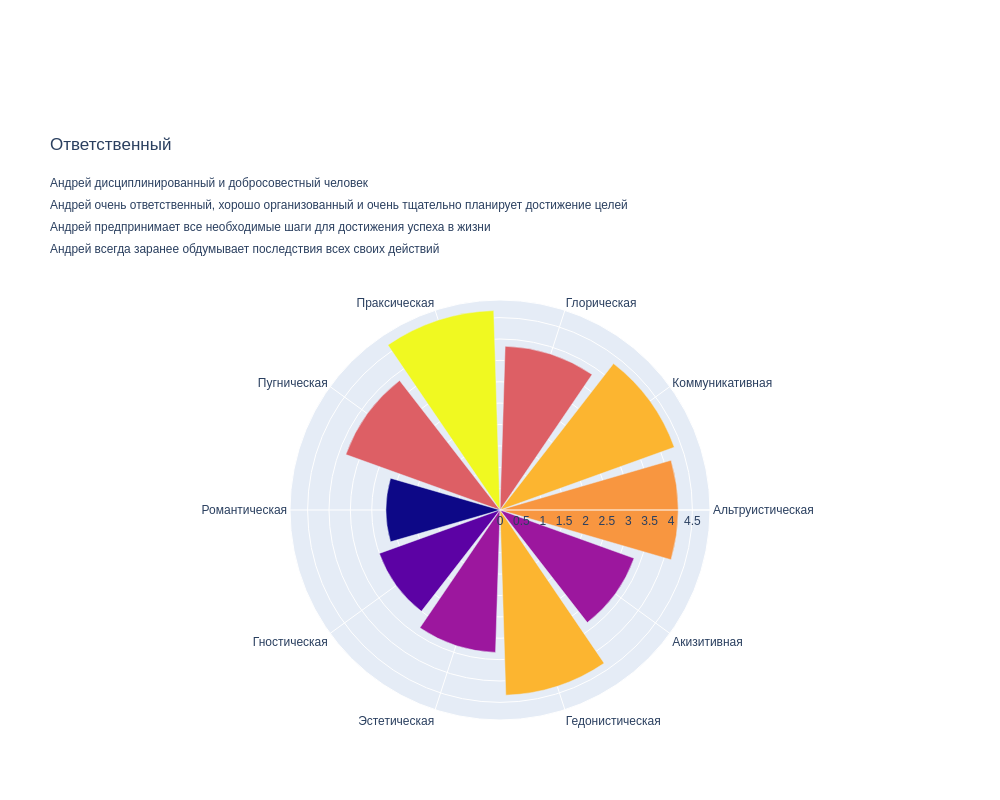 Ответственный
Андрей дисциплинированный и добросовестный человек
Андрей очень ответственный, хорошо организованный и очень тщательно планирует достижение целей
Андрей предпринимает все необходимые шаги для достижения успеха в жизни
Андрей всегда заранее обдумывает последствия всех своих действий
Праксическая
Глорическая
Пугническая
Коммуникативная
Романтическая
Альтруистическая
0 0.5 1 1.5 2 2.5 3 3.5 4 4.5
Гностическая
Акизитивная
Эстетическая
Гедонистическая